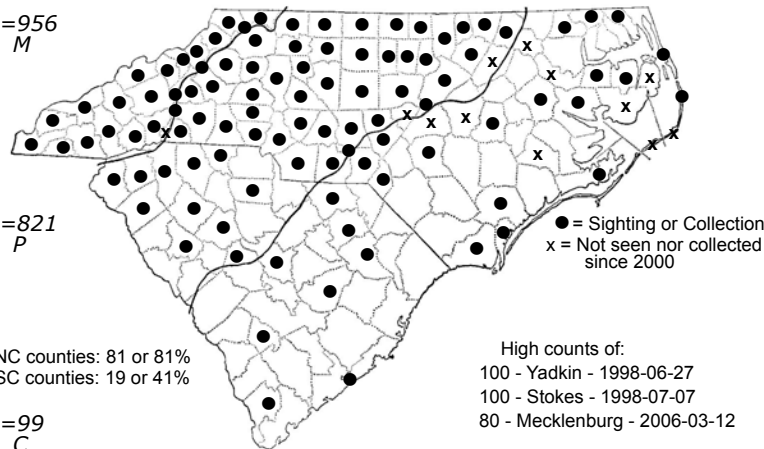 =956
M
=821
P
=99
C
● = Sighting or Collection
x = Not seen nor collected
since 2000
NC counties: 81 or 81%
SC counties: 19 or 41%
High counts of:
100 - Yadkin - 1998-06-27
100 - Stokes - 1998-07-07
80 - Mecklenburg - 2006-03-12